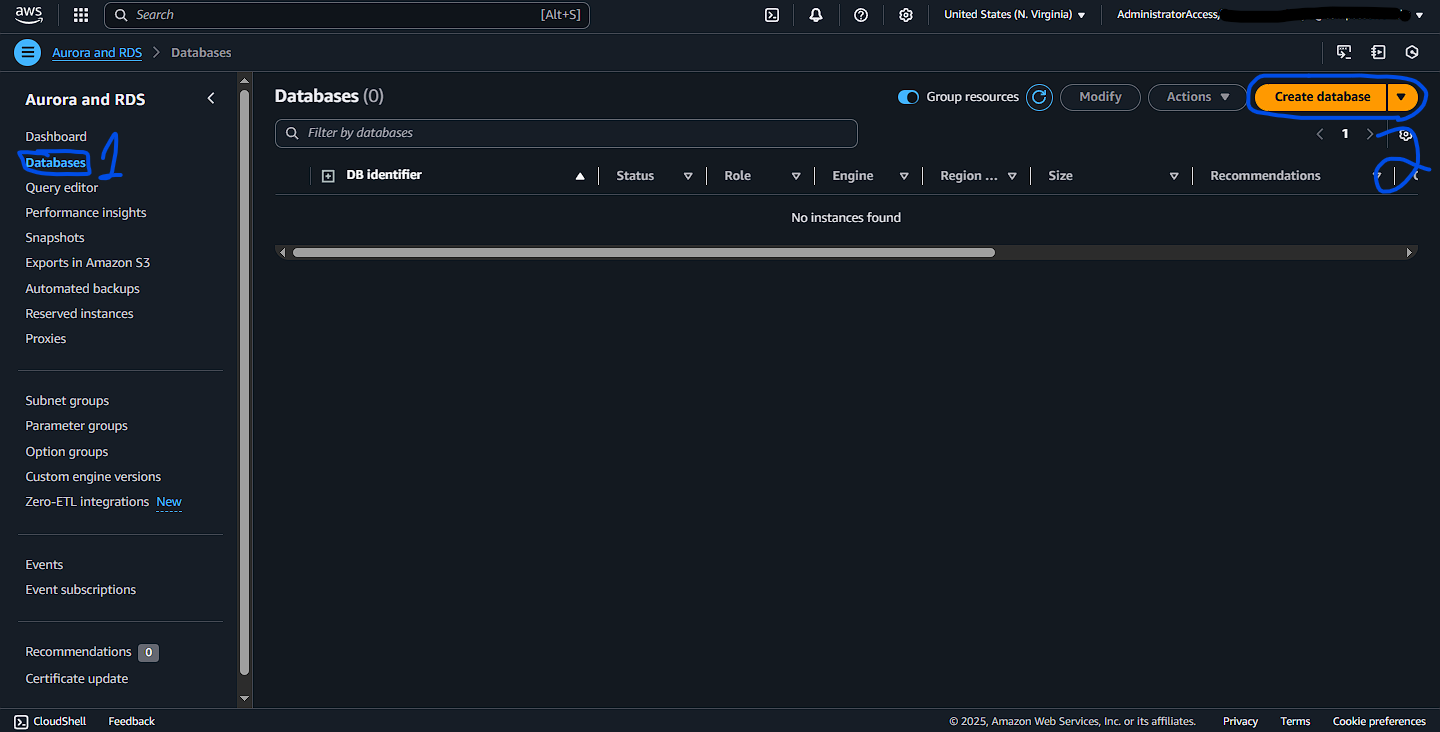 aws Search [Alt+S] United States (N. Virginia) AdministratorAccess/
Aurora and RDS Databases
Aurora and RDS
Dashboard
Databases 1
Query editor
Performance insights
Snapshots
Exports in Amazon S3
Automated backups
Reserved instances
Proxies
Subnet groups
Parameter groups
Option groups
Custom engine versions
Zero-ETL integrations New
Events
Event subscriptions
Recommendations 0
Certificate update
Databases (0) Group resources Modify Actions Create database
Filter by databases 1 2
DB identifier Status Role Engine Region ... Size Recommendations
No instances found
CloudShell Feedback © 2025, Amazon Web Services, Inc. or its affiliates. Privacy Terms Cookie preferences